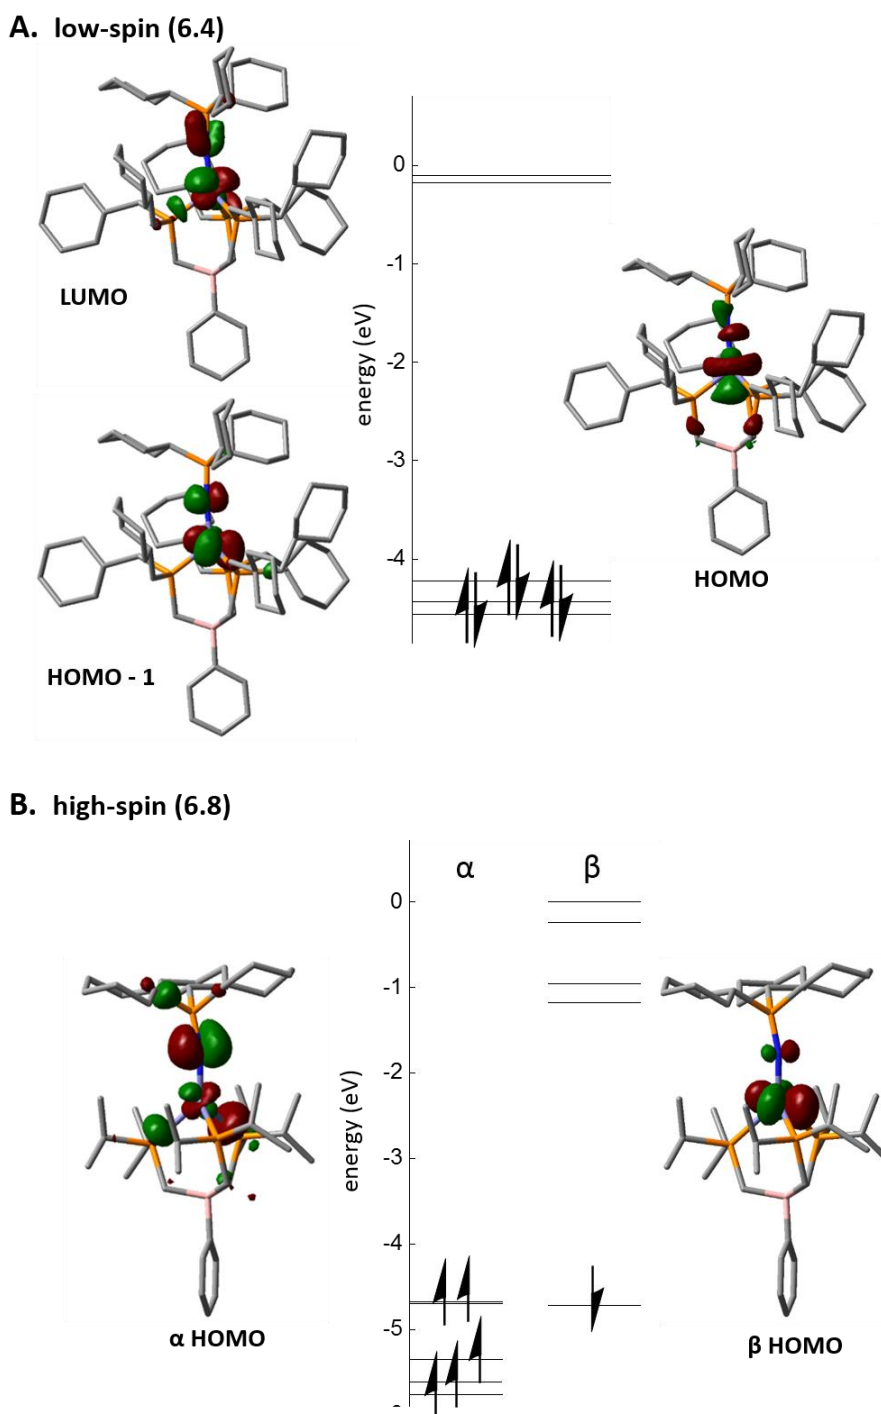 A. low-spin (6.4)
LUMO
HOMO - 1
HOMO
energy (eV)
0
-1
-2
-3
-4
B. high-spin (6.8)
α
β
energy (eV)
0
-1
-2
-3
-4
-5
α HOMO
β HOMO